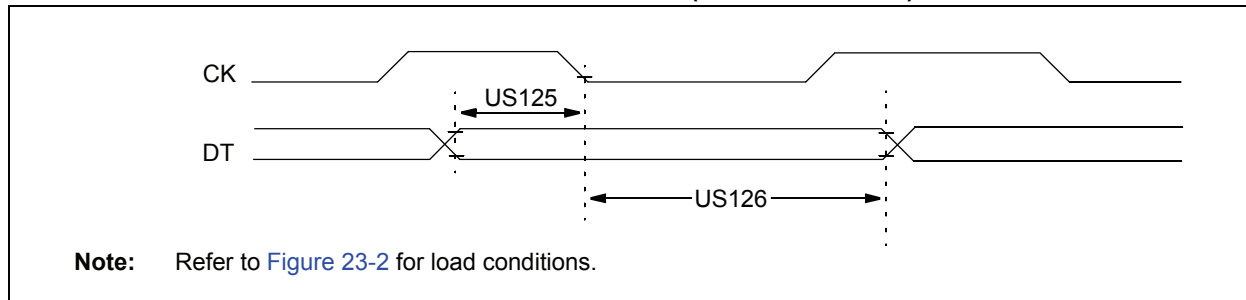 CK
US125
DT
US126
Note: Refer to Figure 23-2 for load conditions.